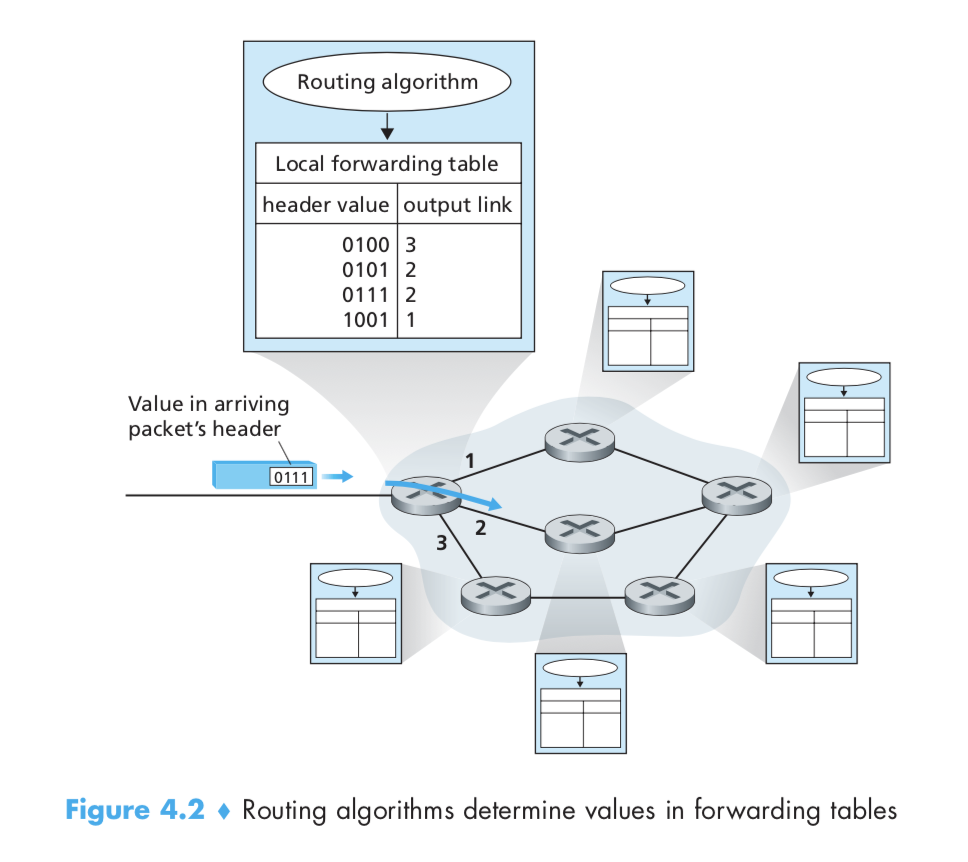 Routing algorithm
Local forwarding table
header value output link
0100 3
0101 2
0111 2
1001 1
Value in arriving
packet's header
0111
1
2
3
Figure 4.2 ♦ Routing algorithms determine values in forwarding tables